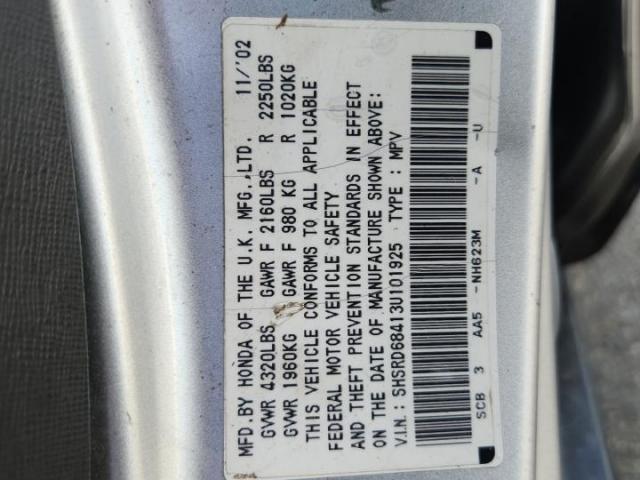 MFD.BY HONDA OF THE U.K. MFG.,LTD. 11/'02
GVWR 4320LBS GAWR F 2160LBS R 2250LBS
GVWR 1960KG GAWR F 980 KG R 1020KG
THIS VEHICLE CONFORMS TO ALL APPLICABLE
FEDERAL MOTOR VEHICLE SAFETY
AND THEFT PREVENTION STANDARDS IN EFFECT
ON THE DATE OF MANUFACTURE SHOWN ABOVE:
V.I.N.: SHSRD68413U101925 TYPE : MPV
SCB 3 AA5 -NH623M -A -U